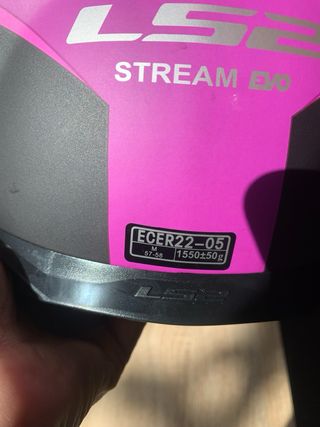 LS2
STREAM EVO
ECER22-05
M
57-58
1550±50g
LS2